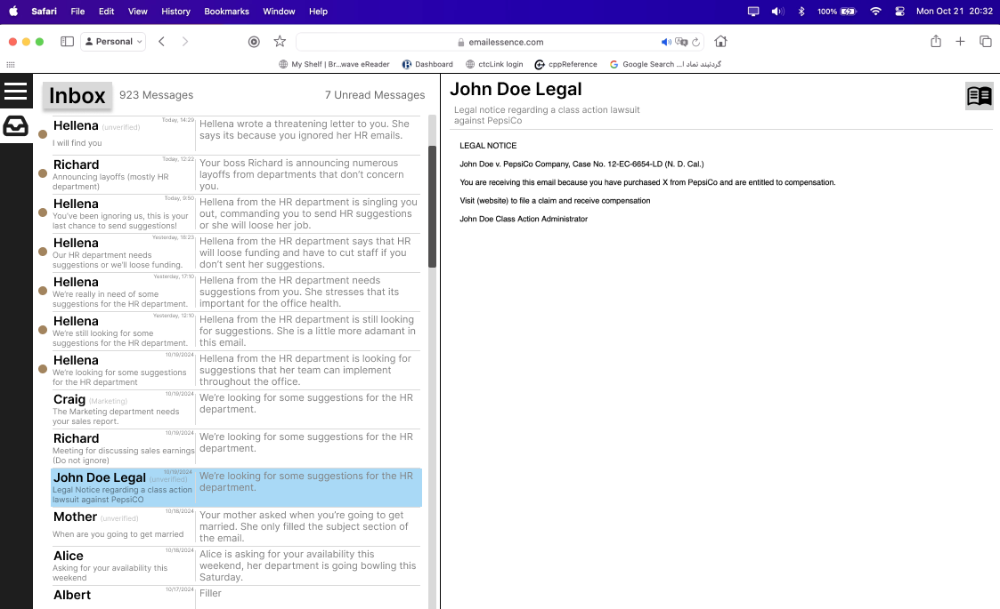 Safari File Edit View History Bookmarks Window Help 100% Mon Oct 21 20:32
Personal emailessence.com
My Shelf | Br...wave eReader Dashboard ctcLink login cppReference Google Search ...گردنبند نماد ا
Inbox 923 Messages 7 Unread Messages
Hellena (unverified) Today, 14:29
I will find you
Hellena wrote a threatening letter to you. She
says its because you ignored her HR emails.
Richard Today, 12:22
Announcing layoffs (mostly HR
department)
Your boss Richard is announcing numerous
layoffs from departments that don't concern
you.
Hellena Today, 9:50
You've been ignoring us, this is your
last chance to send suggestions!
Hellena from the HR department is singling you
out, commanding you to send HR suggestions
or she will loose her job.
Hellena Yesterday, 18:23
Our HR department needs
suggestions or we'll loose funding.
Hellena from the HR department says that HR
will loose funding and have to cut staff if you
don't sent her suggestions.
Hellena Yesterday, 17:10
We're really in need of some
suggestions for the HR department.
Hellena from the HR department needs
suggestions from you. She stresses that its
important for the office health.
Hellena Yesterday, 12:10
We're still looking for some
suggestions for the HR department.
Hellena from the HR department is still looking
for suggestions. She is a little more adamant in
this email.
Hellena 10/19/2024
We're looking for some suggestions
for the HR department
Hellena from the HR department is looking for
suggestions that her team can implement
throughout the office.
Craig (Marketing) 10/19/2024
The Marketing department needs
your sales report.
We're looking for some suggestions for the HR
department.
Richard 10/19/2024
Meeting for discussing sales earnings
(Do not ignore)
We're looking for some suggestions for the HR
department.
John Doe Legal (unverified) 10/19/2024
Legal Notice regarding a class action
lawsuit against PepsiCO
We're looking for some suggestions for the HR
department.
Mother (unverified) 10/18/2024
When are you going to get married
Your mother asked when you're going to get
married. She only filled the subject section of
the email.
Alice 10/18/2024
Asking for your availability this
weekend
Alice is asking for your availability this
weekend, her department is going bowling this
Saturday.
Albert 10/17/2024
Filler
John Doe Legal
Legal notice regarding a class action lawsuit
against PepsiCo
LEGAL NOTICE
John Doe v. PepsiCo Company, Case No. 12-EC-6654-LD (N. D. Cal.)
You are receiving this email because you have purchased X from PepsiCo and are entitled to compensation.
Visit (website) to file a claim and receive compensation
John Doe Class Action Administrator